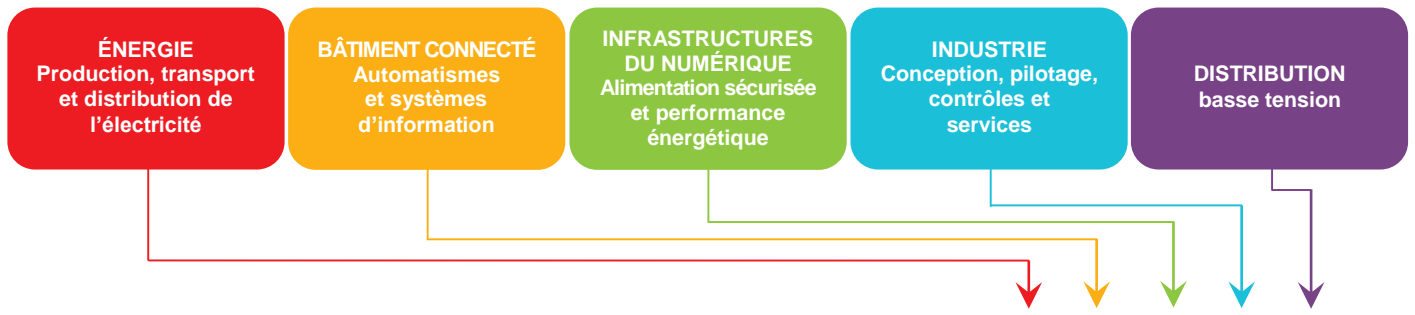 ÉNERGIE
Production, transport
et distribution de
l’électricité
BÂTIMENT CONNECTÉ
Automatismes
et systèmes
d’information
INFRASTRUCTURES
DU NUMÉRIQUE
Alimentation sécurisée
et performance
énergétique
INDUSTRIE
Conception, pilotage,
contrôles et
services
DISTRIBUTION
basse tension